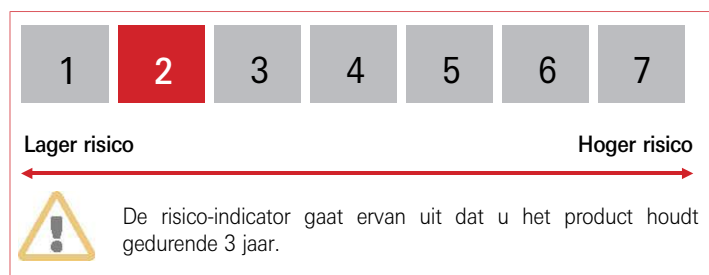 1 2 3 4 5 6 7
Lager risico Hoger risico
De risico-indicator gaat ervan uit dat u het product houdt
gedurende 3 jaar.